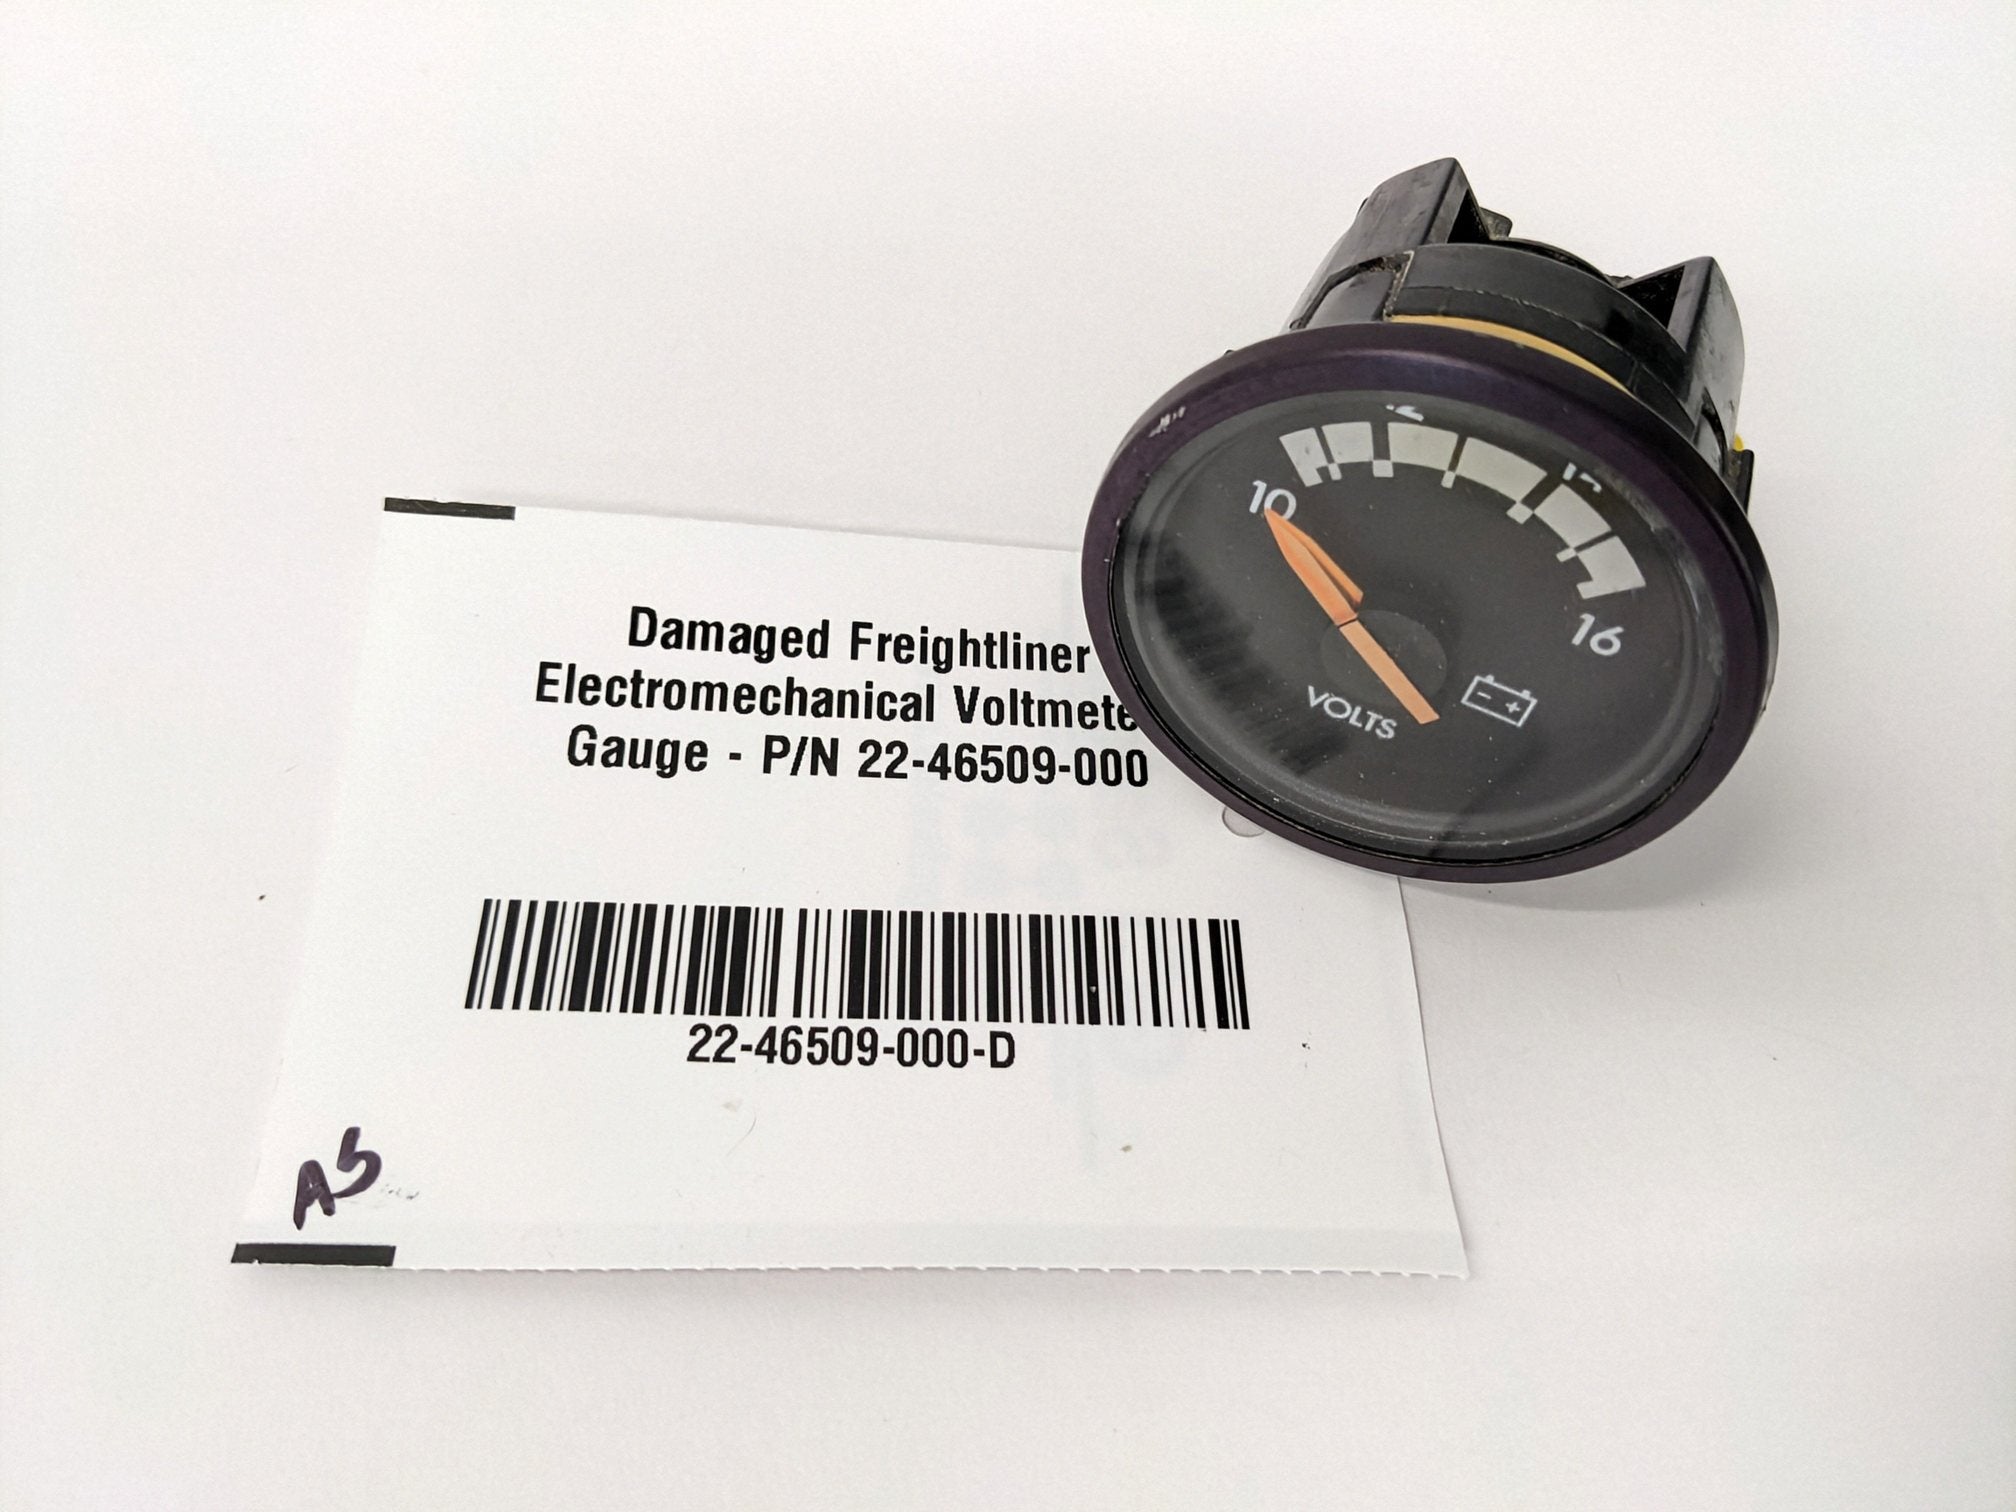 Damaged Freightliner
Electromechanical Voltmete
Gauge - P/N 22-46509-000
22-46509-000-D
A5
10
16
VOLTS
- +